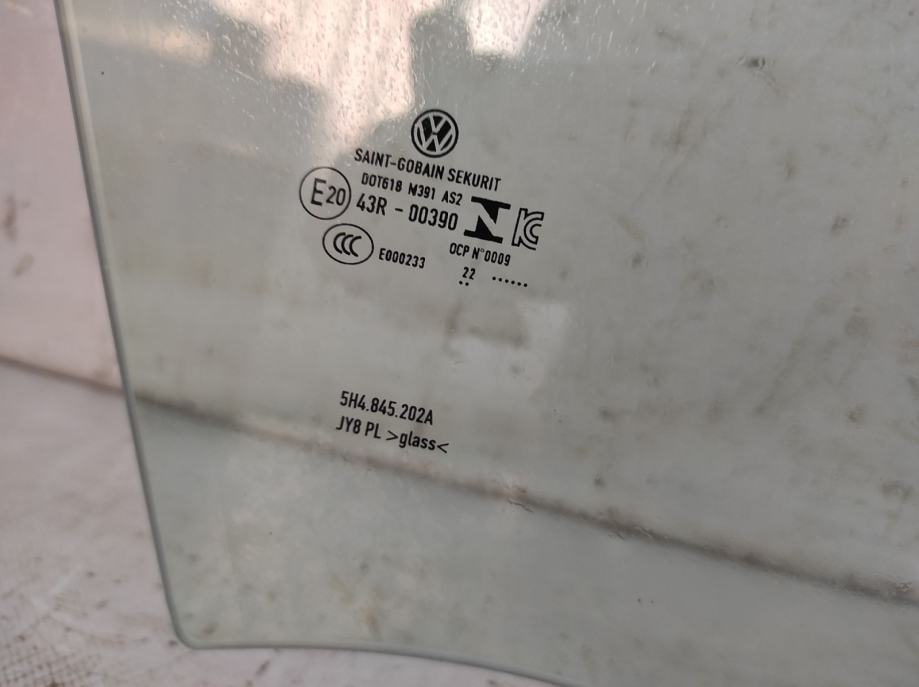 SAINT-GOBAIN SEKURIT
DOT618 M391 AS2
E20 43R - 00390
CCC E000233
OCP N°0009
22
5H4.845.202A
JY8 PL >glass<